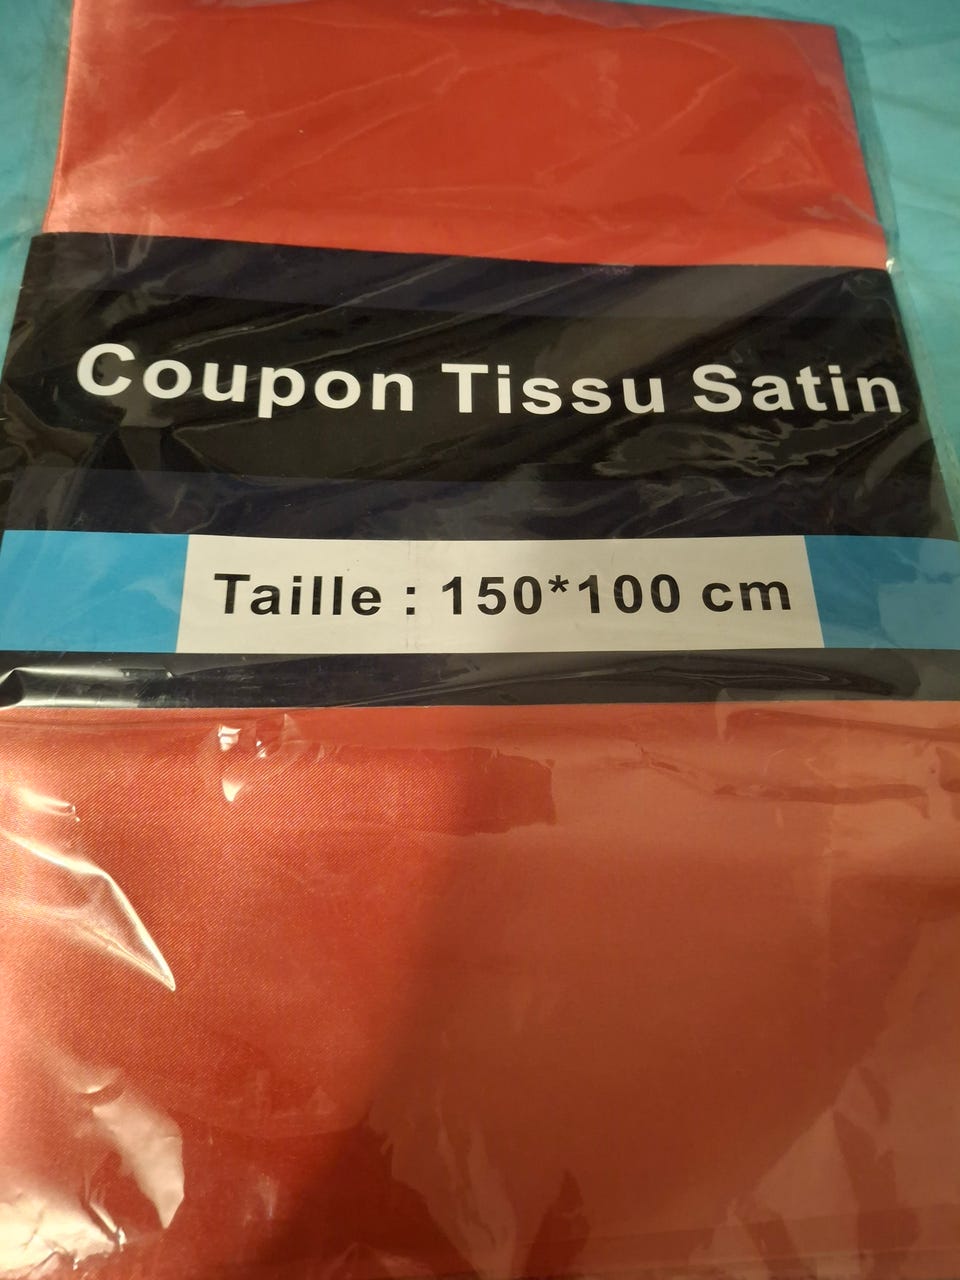 Coupon Tissu Satin
Taille : 150*100 cm